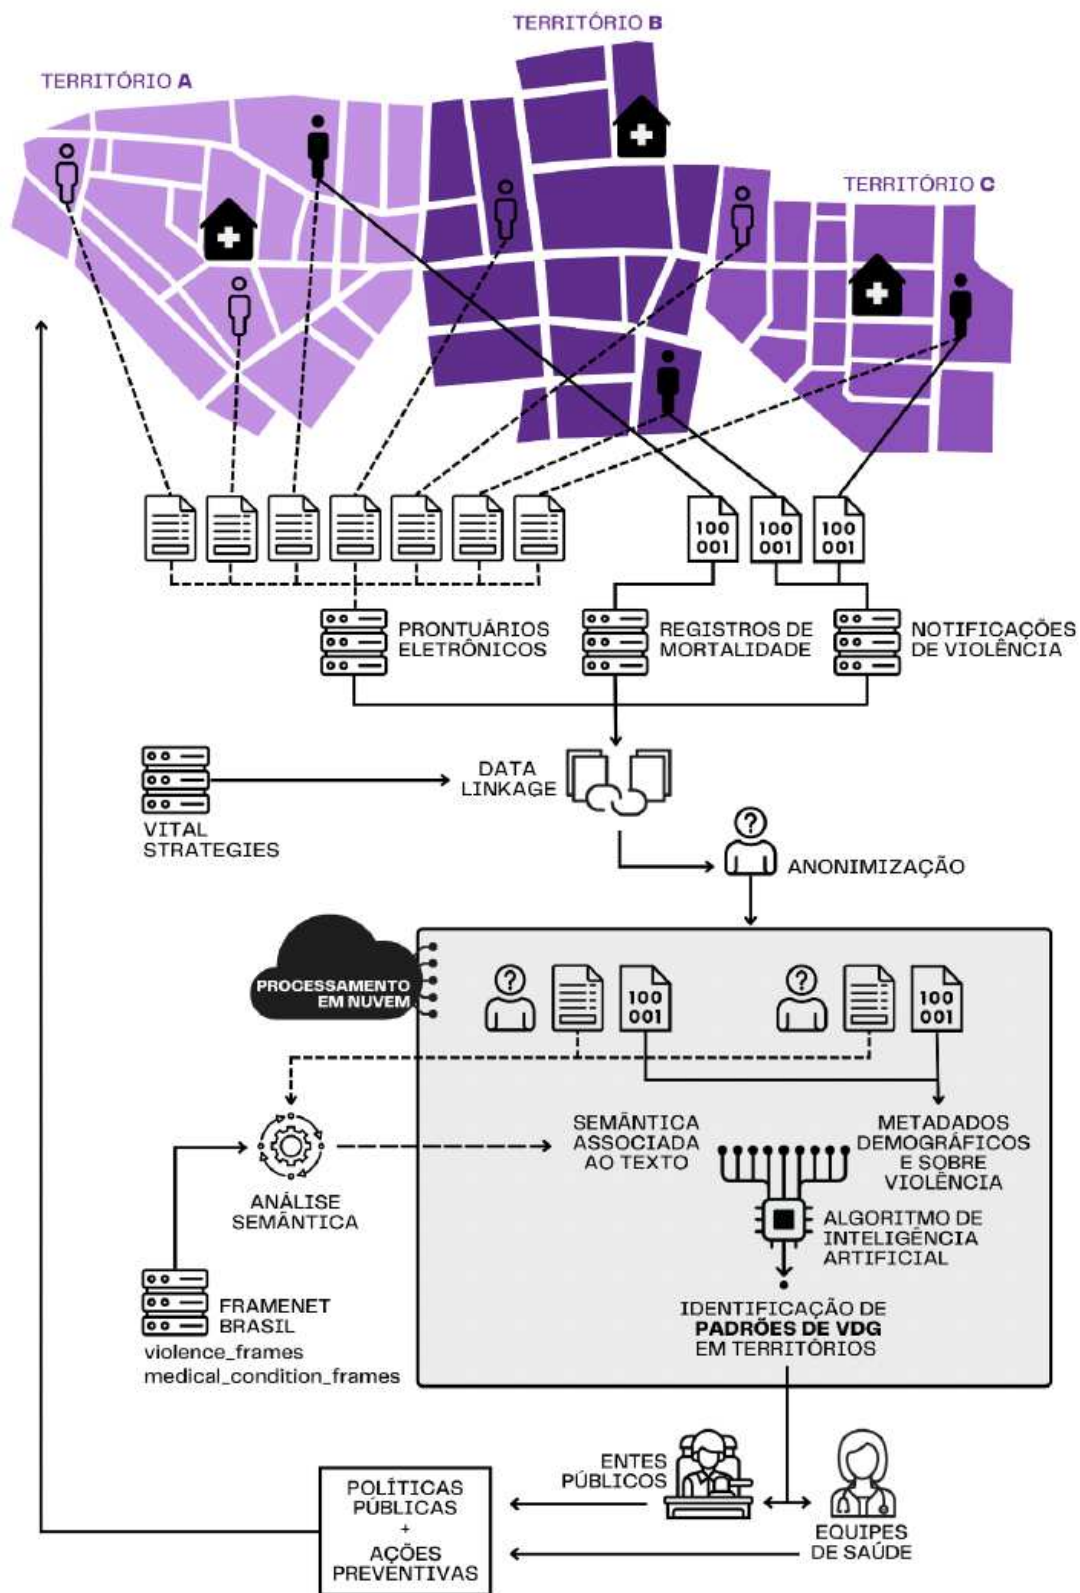 TERRITÓRIO B
TERRITÓRIO A
TERRITÓRIO C
100
001
100
001
100
001
PRONTUÁRIOS
ELETRÔNICOS
REGISTROS DE
MORTALIDADE
NOTIFICAÇÕES
DE VIOLÊNCIA
DATA
LINKAGE
VITAL
STRATEGIES
?
ANONIMIZAÇÃO
PROCESSAMENTO
EM NUVEM
?
100
001
?
100
001
SEMÂNTICA
ASSOCIADA
AO TEXTO
METADADOS
DEMOGRÁFICOS
E SOBRE
VIOLÊNCIA
ANÁLISE
SEMÂNTICA
ALGORITMO DE
INTELIGÊNCIA
ARTIFICIAL
FRAMENET
BRASIL
violence_frames
medical_condition_frames
IDENTIFICAÇÃO DE
PADRÕES DE VDG
EM TERRITÓRIOS
ENTES
PÚBLICOS
EQUIPES
DE SAÚDE
POLÍTICAS
PÚBLICAS
+
AÇÕES
PREVENTIVAS